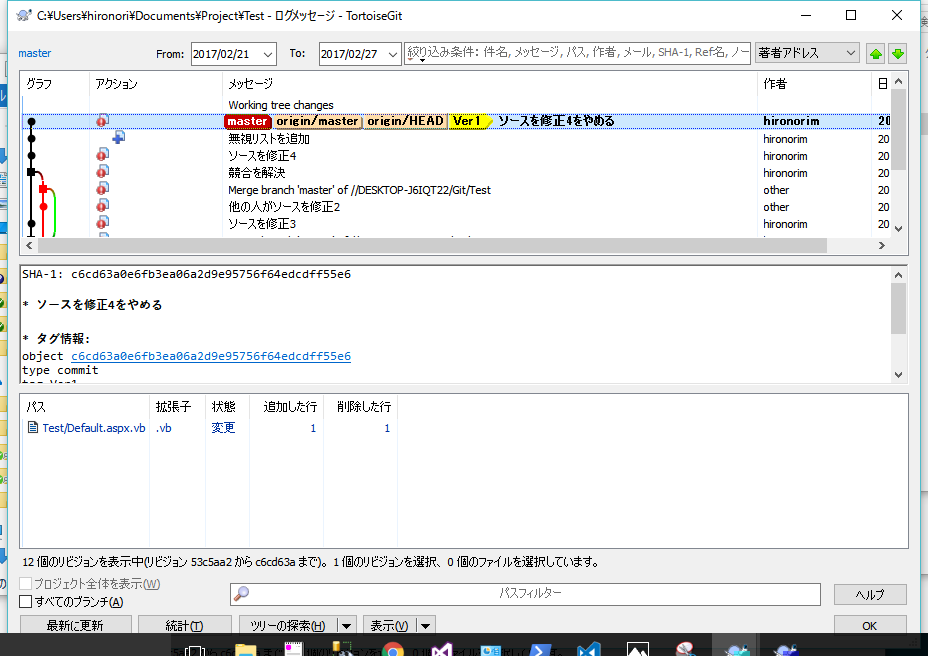 C:¥Users¥hironori¥Documents¥Project¥Test - ログメッセージ - TortoiseGit
master From: 2017/02/21 To: 2017/02/27 絞り込み条件: 件名, メッセージ, パス, 作者, メール, SHA-1, Ref名, ノー 著者アドレス
グラフ アクション メッセージ 作者 日
Working tree changes
master origin/master origin/HEAD Ver1 ソースを修正4をやめる hironorim 20
無視リストを追加 hironorim 20
ソースを修正4 hironorim 20
競合を解決 hironorim 20
Merge branch 'master' of //DESKTOP-J6IQT22/Git/Test other 20
他の人がソースを修正2 other 20
ソースを修正3 hironorim 20
SHA-1: c6cd63a0e6fb3ea06a2d9e95756f64edcdff55e6
* ソースを修正4をやめる
* タグ情報:
object c6cd63a0e6fb3ea06a2d9e95756f64edcdff55e6
type commit
tag Ver1
パス 拡張子 状態 追加した行 削除した行
Test/Default.aspx.vb .vb 変更 1 1
12 個のリビジョンを表示中(リビジョン 53c5aa2 から c6cd63a まで)。1 個のリビジョンを選択、0 個のファイルを選択しています。
プロジェクト全体を表示(W)
すべてのブランチ(A) パスフィルター ヘルプ
最新に更新 統計(T) ツリーの探索(H) 表示(V) OK